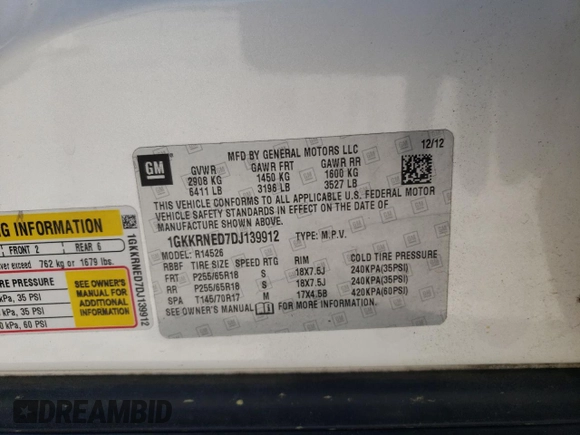 GM
MFD BY GENERAL MOTORS LLC
12/12
GVWR GAWR FRT GAWR RR
2908 KG 1450 KG 1600 KG
6411 LB 3196 LB 3527 LB
THIS VEHICLE CONFORMS TO ALL APPLICABLE U.S. FEDERAL MOTOR
VEHICLE SAFETY STANDARDS IN EFFECT ON THE DATE OF
MANUFACTURE SHOWN ABOVE.
1GKKRNED7DJ139912 TYPE: M.P.V.
MODEL: R14526
RBBF TIRE SIZE SPEED RTG RIM COLD TIRE PRESSURE
FRT P255/65R18 S 18X7.5J 240KPA(35PSI)
RR P255/65R18 S 18X7.5J 240KPA(35PSI)
SPA T145/70R17 M 17X4.5B 420KPA(60PSI)
SEE OWNER'S MANUAL FOR MORE INFORMATION
INFORMATION
FRONT 2 REAR 6
exceed 762 kg or 1679 lbs.
PRESSURE
kPa, 35 PSI
kPa, 35 PSI
kPa, 60 PSI
SEE OWNER'S
MANUAL FOR
ADDITIONAL
INFORMATION
1GKKRNED7DJ139912
DREAMBID